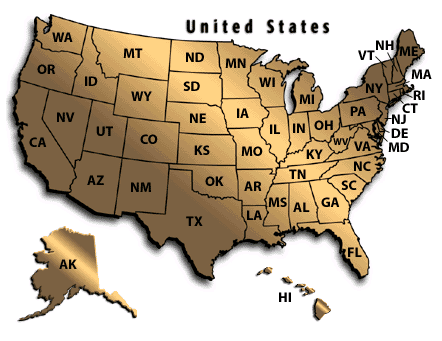 United States
WA
MT
ND
MN
VT
NH
ME
OR
ID
WY
SD
WI
MI
NY
MA
RI
CT
NV
UT
CO
NE
IA
IL
IN
OH
PA
NJ
DE
MD
CA
KS
MO
KY
WV
VA
AZ
NM
OK
AR
TN
NC
SC
TX
LA
MS
AL
GA
FL
AK
HI